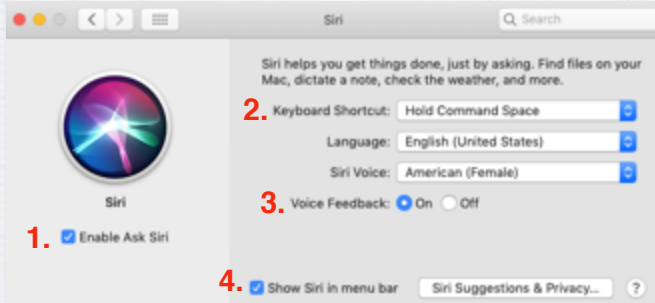 Siri
Search
Siri helps you get things done, just by asking. Find files on your
Mac, dictate a note, check the weather, and more.
2. Keyboard Shortcut: Hold Command Space
Language: English (United States)
Siri Voice: American (Female)
Siri
3. Voice Feedback: On Off
1. Enable Ask Siri
4. Show Siri in menu bar Siri Suggestions & Privacy... ?